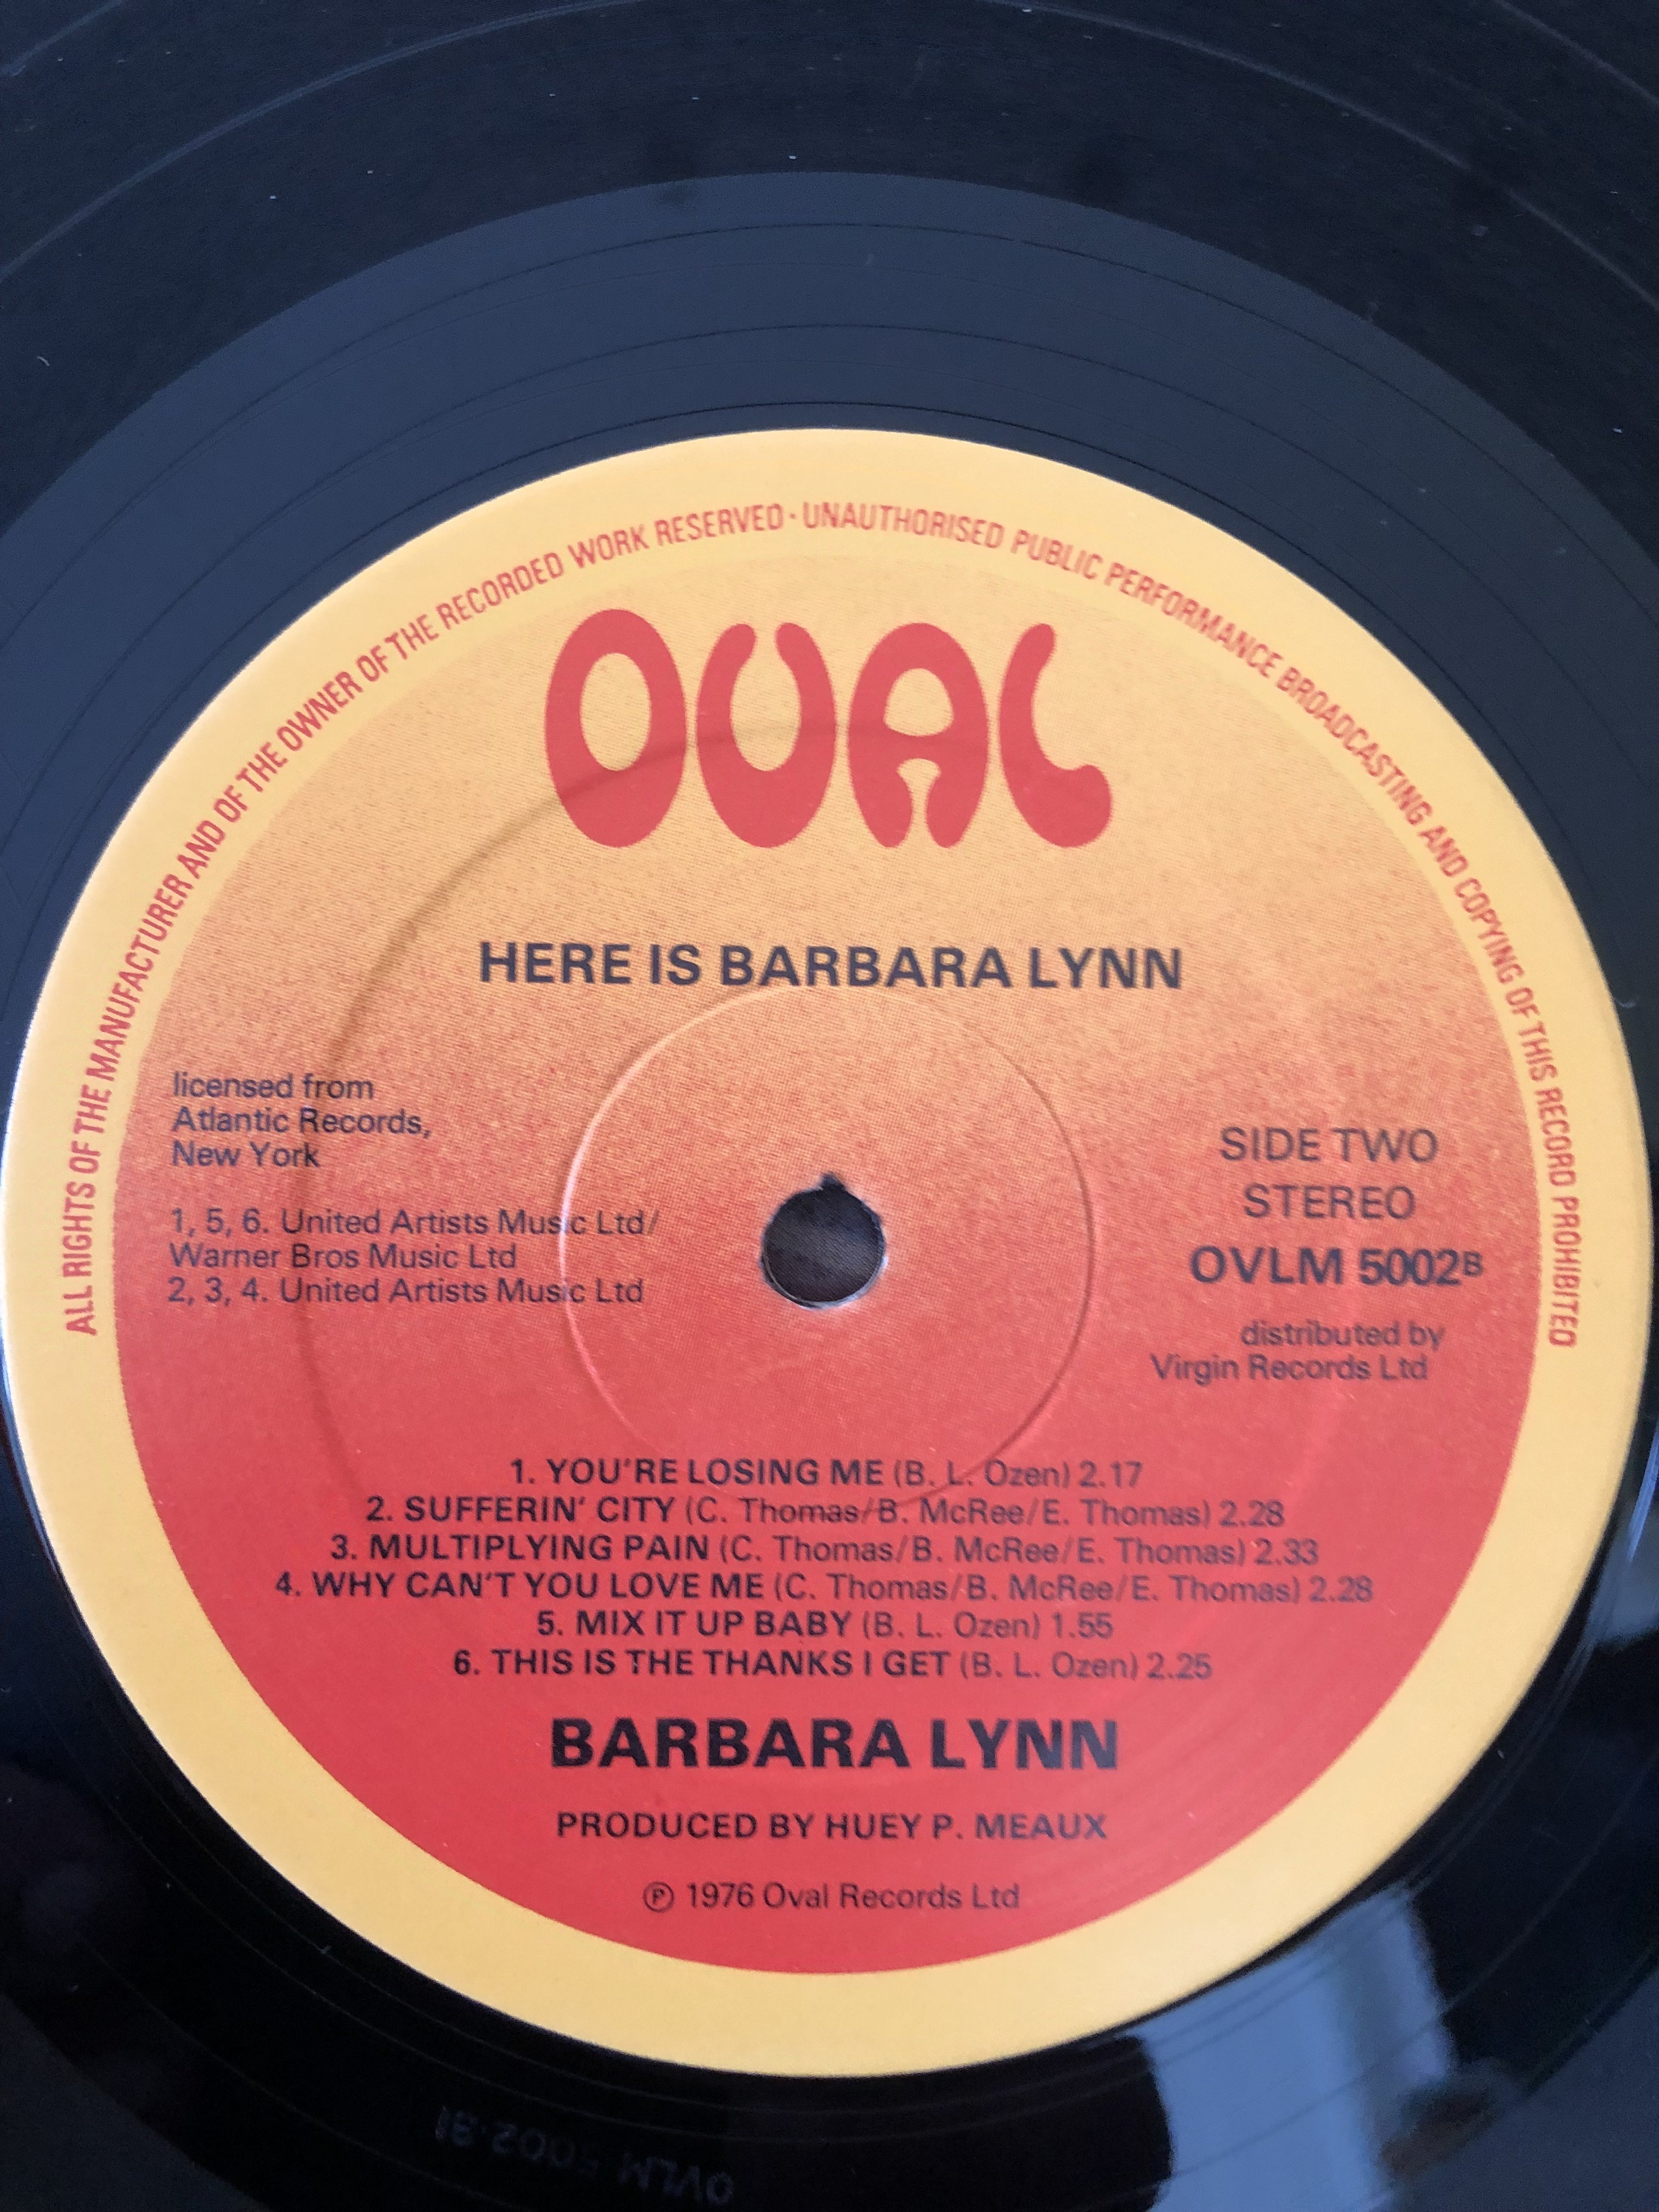 ALL RIGHTS OF THE MANUFACTURER AND OF THE OWNER OF THE RECORDED WORK RESERVED · UNAUTHORISED PUBLIC PERFORMANCE BROADCASTING AND COPYING OF THIS RECORD PROHIBITED
OVAL
HERE IS BARBARA LYNN
licensed from
Atlantic Records,
New York
1, 5, 6. United Artists Music Ltd/
Warner Bros Music Ltd
2, 3, 4. United Artists Music Ltd
SIDE TWO
STEREO
OVLM 5002B
distributed by
Virgin Records Ltd
1. YOU'RE LOSING ME (B. L. Ozen) 2.17
2. SUFFERIN' CITY (C. Thomas/B. McRee/E. Thomas) 2.28
3. MULTIPLYING PAIN (C. Thomas/B. McRee/E. Thomas) 2.33
4. WHY CAN'T YOU LOVE ME (C. Thomas/B. McRee/E. Thomas) 2.28
5. MIX IT UP BABY (B. L. Ozen) 1.55
6. THIS IS THE THANKS I GET (B. L. Ozen) 2.25
BARBARA LYNN
PRODUCED BY HUEY P. MEAUX
℗ 1976 Oval Records Ltd